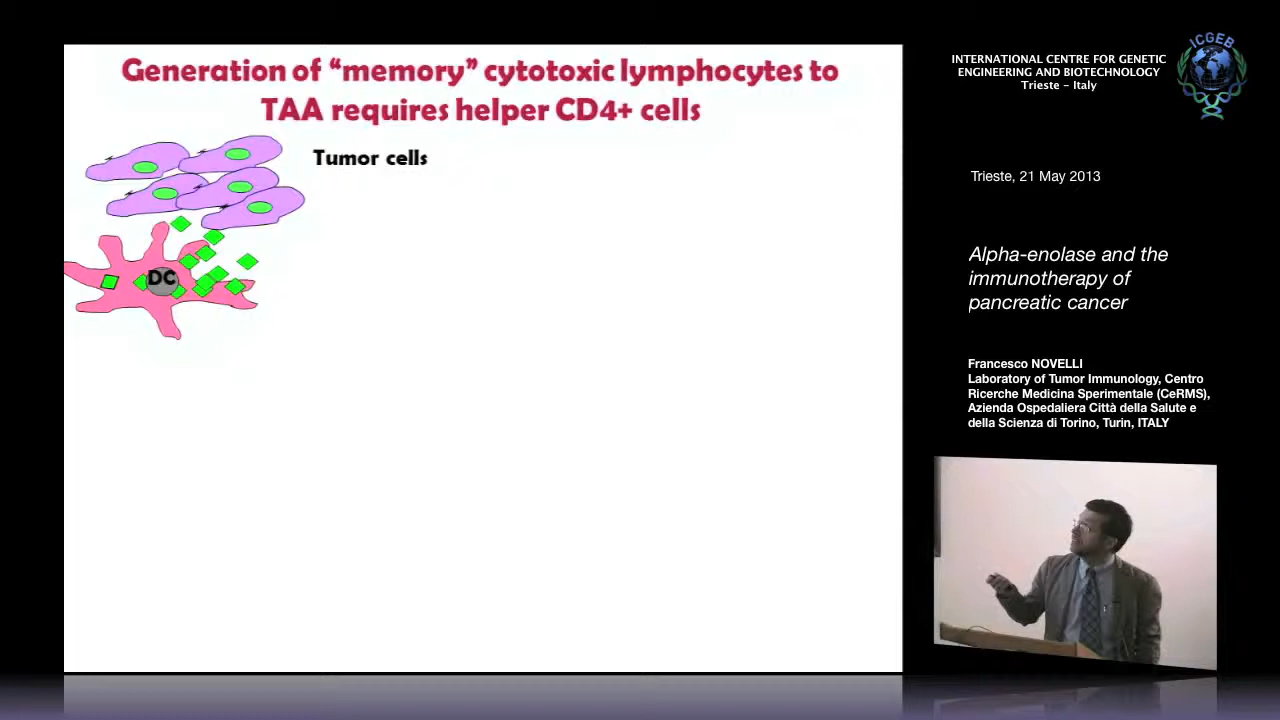 Generation of “memory” cytotoxic lymphocytes to
TAA requires helper CD4+ cells
Tumor cells
DC
INTERNATIONAL CENTRE FOR GENETIC
ENGINEERING AND BIOTECHNOLOGY
Trieste – Italy
ICGEB
Trieste, 21 May 2013
Alpha-enolase and the
immunotherapy of
pancreatic cancer
Francesco NOVELLI
Laboratory of Tumor Immunology, Centro
Ricerche Medicina Sperimentale (CeRMS),
Azienda Ospedaliera Città della Salute e
della Scienza di Torino, Turin, ITALY